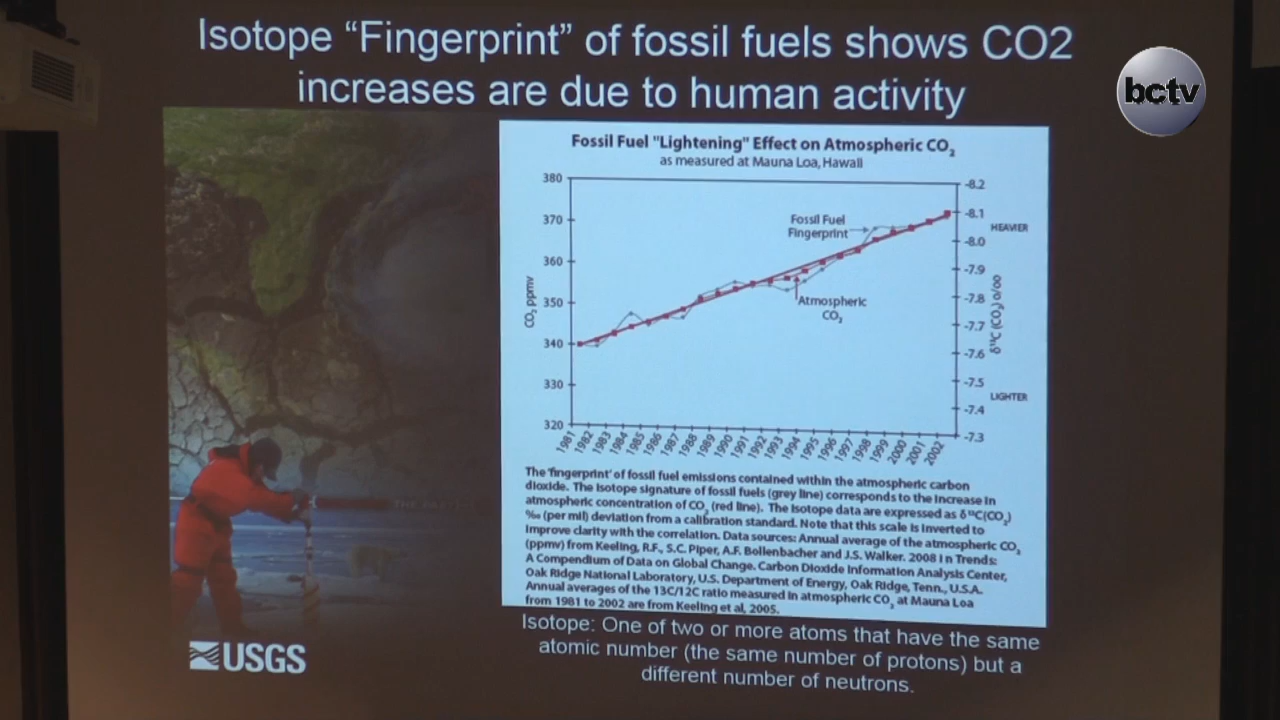 Isotope “Fingerprint” of fossil fuels shows CO2
increases are due to human activity
bctv
Fossil Fuel "Lightening" Effect on Atmospheric CO₂
as measured at Mauna Loa, Hawaii
380
370
360
350
340
330
320
CO₂ ppmv
-8.2
-8.1
-8.0
-7.9
-7.8
-7.7
-7.6
-7.5
-7.4
-7.3
HEAVIER
LIGHTER
δ¹³C (CO₂) o/oo
Fossil Fuel
Fingerprint
Atmospheric
CO₂
1981
1982
1983
1984
1985
1986
1987
1988
1989
1990
1991
1992
1993
1994
1995
1996
1997
1998
1999
2000
2001
2002
The 'fingerprint' of fossil fuel emissions contained within the atmospheric carbon
dioxide. The isotope signature of fossil fuels (grey line) corresponds to the increase in
atmospheric concentration of CO₂ (red line). The isotope data are expressed as δ¹³C(CO₂)
‰ (per mil) deviation from a calibration standard. Note that this scale is inverted to
improve clarity with the correlation. Data sources: Annual average of the atmospheric CO₂
(ppmv) from Keeling, R.F., S.C. Piper, A.F. Bollenbacher and J.S. Walker. 2008 In Trends:
A Compendium of Data on Global Change. Carbon Dioxide Information Analysis Center,
Oak Ridge National Laboratory, U.S. Department of Energy, Oak Ridge, Tenn., U.S.A.
Annual averages of the 13C/12C ratio measured in atmospheric CO₂ at Mauna Loa
from 1981 to 2002 are from Keeling et al, 2005.
USGS
Isotope: One of two or more atoms that have the same
atomic number (the same number of protons) but a
different number of neutrons.